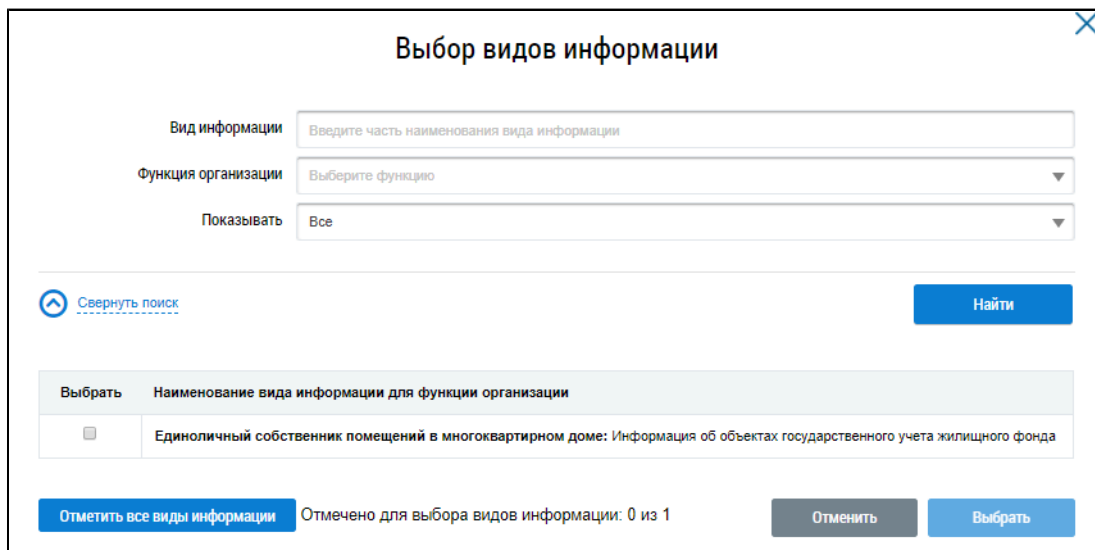 Выбор видов информации
Вид информации Введите часть наименования вида информации
Функция организации Выберите функцию
Показывать Все
Свернуть поиск Найти
Выбрать Наименование вида информации для функции организации
Единоличный собственник помещений в многоквартирном доме: Информация об объектах государственного учета жилищного фонда
Отметить все виды информации Отмечено для выбора видов информации: 0 из 1 Отменить Выбрать